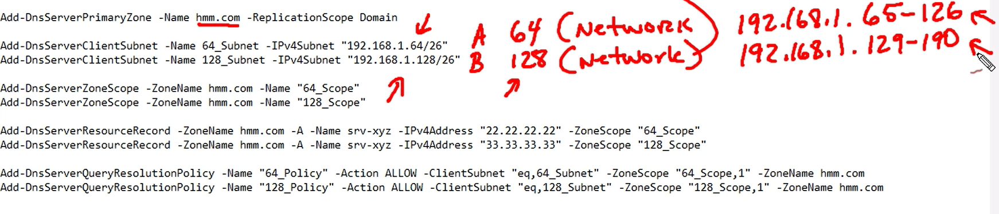 Add-DnsServerPrimaryZone -Name hmm.com -ReplicationScope Domain
Add-DnsServerClientSubnet -Name 64_Subnet -IPv4Subnet "192.168.1.64/26"
Add-DnsServerClientSubnet -Name 128_Subnet -IPv4Subnet "192.168.1.128/26"
A 64 (Network
B 128 (Network)
192.168.1. 65-126
192.168.1. 129-190
Add-DnsServerZoneScope -ZoneName hmm.com -Name "64_Scope"
Add-DnsServerZoneScope -ZoneName hmm.com -Name "128_Scope"
Add-DnsServerResourceRecord -ZoneName hmm.com -A -Name srv-xyz -IPv4Address "22.22.22.22" -ZoneScope "64_Scope"
Add-DnsServerResourceRecord -ZoneName hmm.com -A -Name srv-xyz -IPv4Address "33.33.33.33" -ZoneScope "128_Scope"
Add-DnsServerQueryResolutionPolicy -Name "64_Policy" -Action ALLOW -ClientSubnet "eq,64_Subnet" -ZoneScope "64_Scope,1" -ZoneName hmm.com
Add-DnsServerQueryResolutionPolicy -Name "128_Policy" -Action ALLOW -ClientSubnet "eq,128_Subnet" -ZoneScope "128_Scope,1" -ZoneName hmm.com